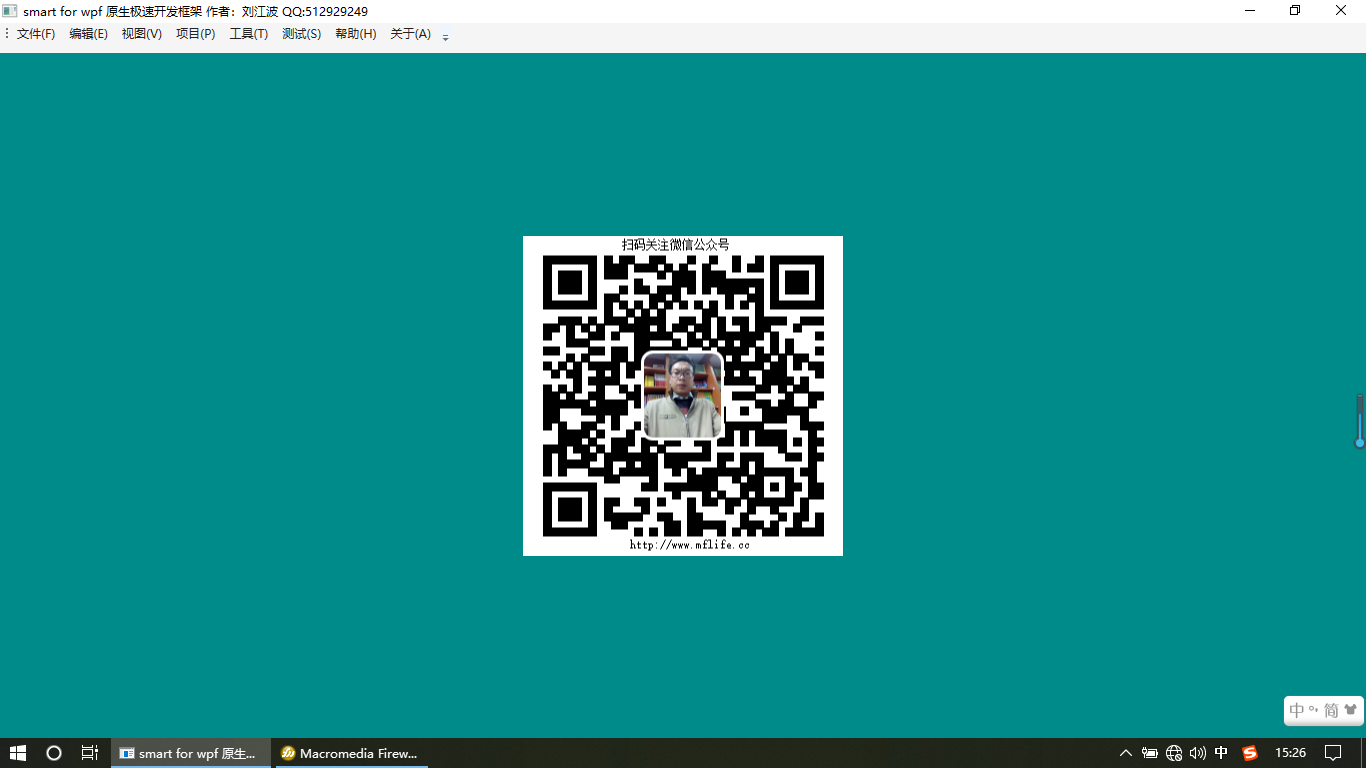 smart for wpf 原生极速开发框架 作者：刘江波 QQ:512929249
文件(F) 编辑(E) 视图(V) 项目(P) 工具(T) 测试(S) 帮助(H) 关于(A)
扫码关注微信公众号
http://www.mflife.cc
中 简
smart for wpf 原生... Macromedia Firew... 中 15:26